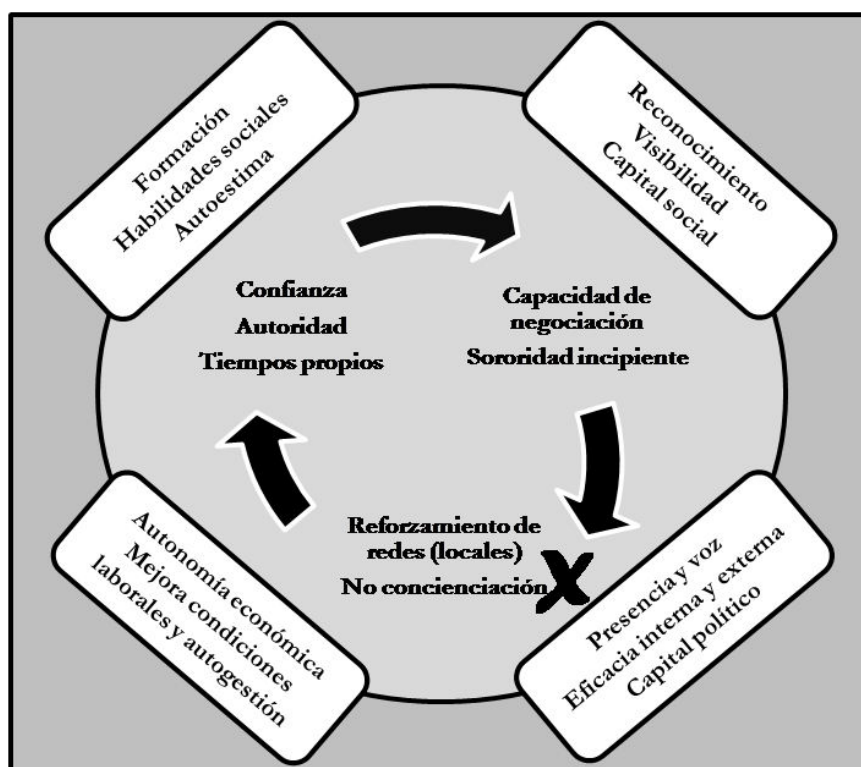 Formación
Habilidades sociales
Autoestima
Reconocimiento
Visibilidad
Capital social
Confianza
Autoridad
Tiempos propios
Capacidad de
negociación
Sororidad incipiente
Reforzamiento de
redes (locales)
No concienciación
X
Autonomía económica
Mejora condiciones
laborales y autogestión
Presencia y voz
Eficacia interna y externa
Capital político